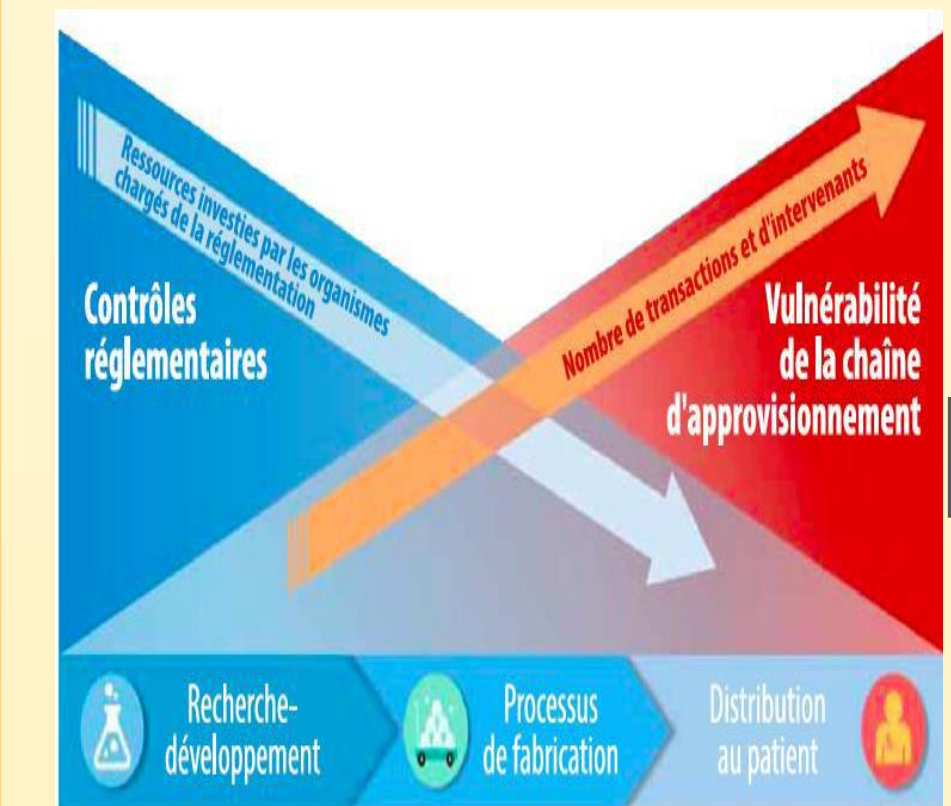 Ressources investies par les organismes
chargés de la réglementation
Nombre de transactions et d'intervenants
Contrôles
réglementaires
Vulnérabilité
de la chaîne
d'approvisionnement
Recherche-
développement
Processus
de fabrication
Distribution
au patient